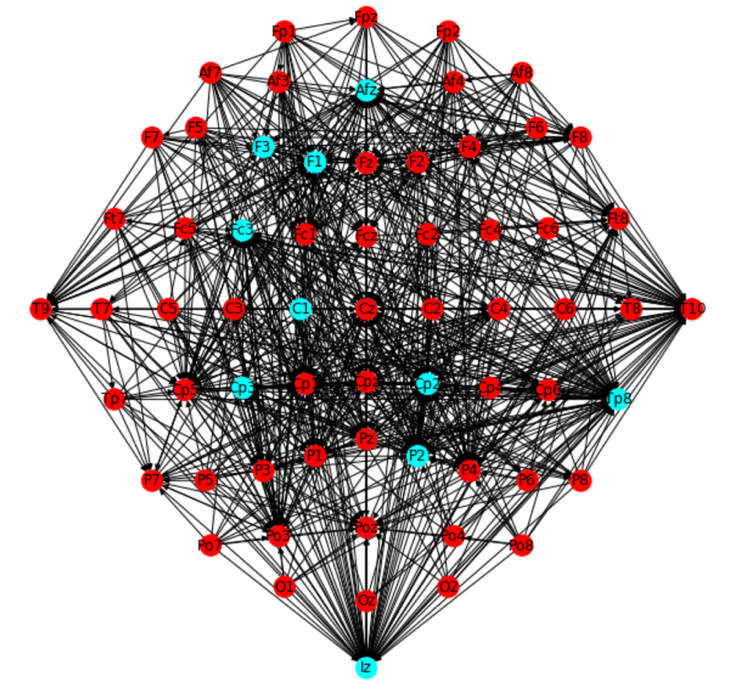 Fp1 Fpz Fp2
Af7 Af3 Afz Af4 Af8
F7 F5 F3 F1 Fz F2 F4 F6 F8
Ft7 Fc5 Fc3 Fc1 Fcz Fc2 Fc4 Fc6 Ft8
T9 T7 C5 C3 C1 Cz C2 C4 C6 T8 T10
Tp7 Cp5 Cp3 Cp1 Cpz Cp2 Cp4 Cp6 Tp8
P7 P5 P3 P1 Pz P2 P4 P6 P8
Po7 Po3 Poz Po4 Po8
O1 Oz O2
Iz